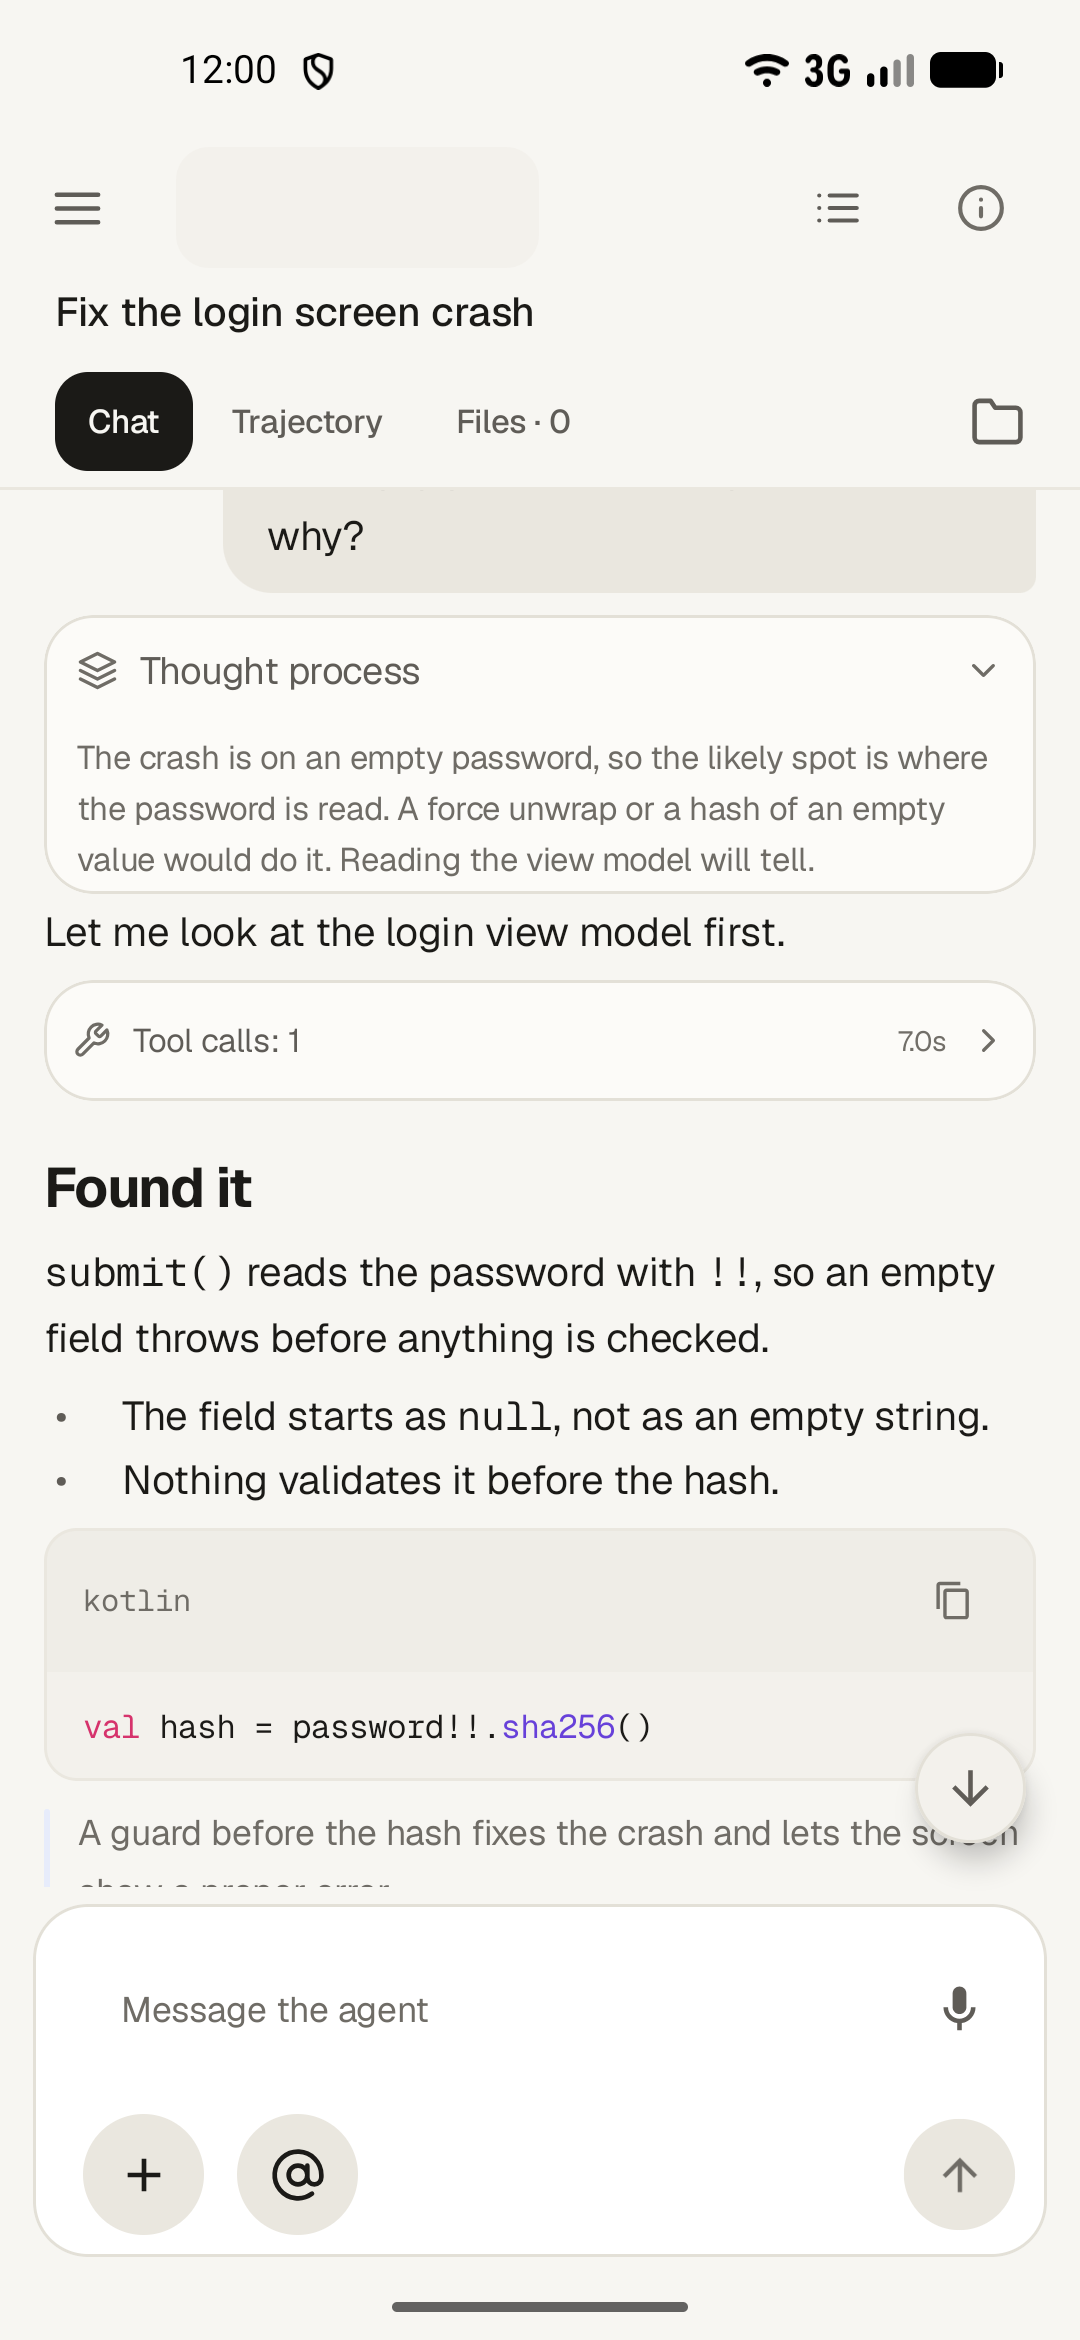 12:00
3G
Fix the login screen crash
Chat
Trajectory
Files · 0
why?
Thought process
The crash is on an empty password, so the likely spot is where
the password is read. A force unwrap or a hash of an empty
value would do it. Reading the view model will tell.
Let me look at the login view model first.
Tool calls: 1
7.0s
Found it
submit() reads the password with !!, so an empty
field throws before anything is checked.
• The field starts as null, not as an empty string.
• Nothing validates it before the hash.
kotlin
val hash = password!!.sha256()
A guard before the hash fixes the crash and lets the screen
show a proper error
Message the agent